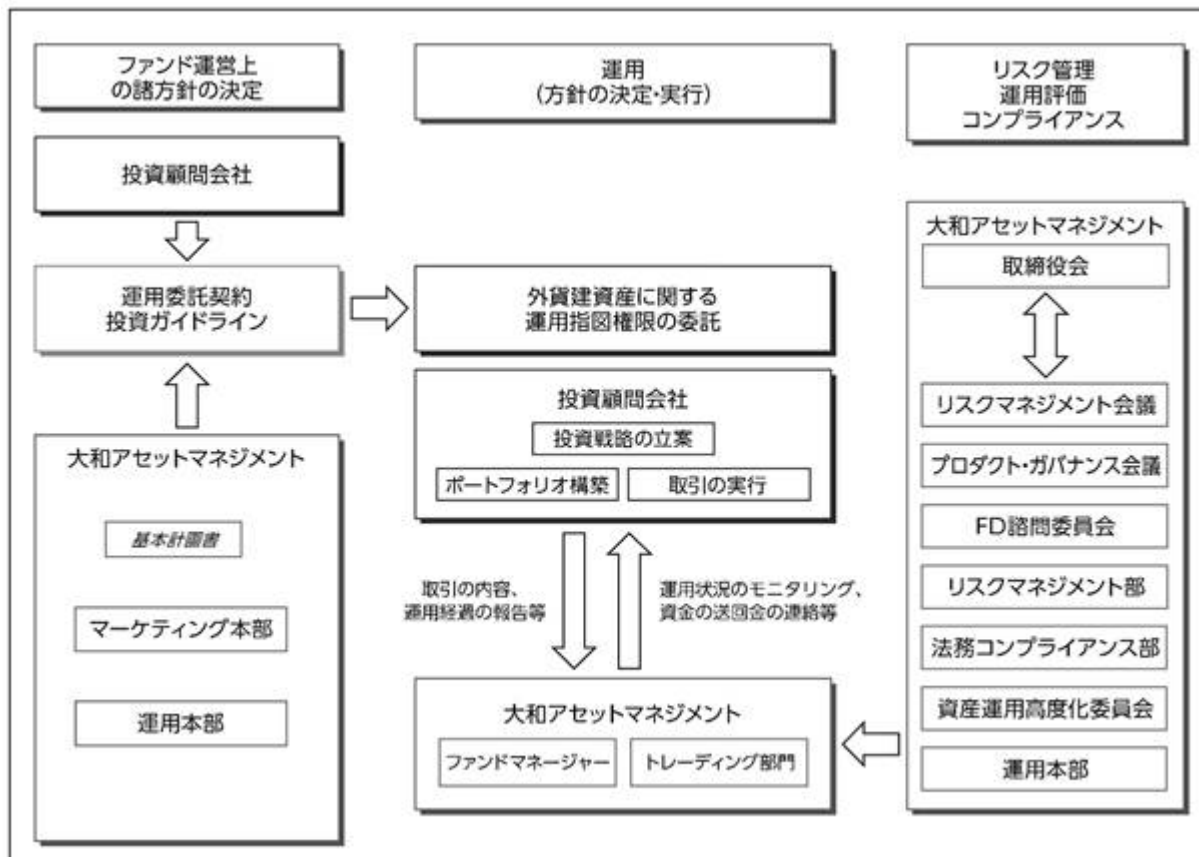 ファンド運営上
の諸方針の決定
運用
(方針の決定・実行)
リスク管理
運用評価
コンプライアンス
投資顧問会社
運用委託契約
投資ガイドライン
大和アセットマネジメント
基本計画書
マーケティング本部
運用本部
外貨建資産に関する
運用指図権限の委託
投資顧問会社
投資戦略の立案
ポートフォリオ構築
取引の実行
取引の内容、
運用経過の報告等
運用状況のモニタリング、
資金の送回金の連絡等
大和アセットマネジメント
ファンドマネージャー
トレーディング部門
大和アセットマネジメント
取締役会
リスクマネジメント会議
プロダクト・ガバナンス会議
FD諮問委員会
リスクマネジメント部
法務コンプライアンス部
資産運用高度化委員会
運用本部